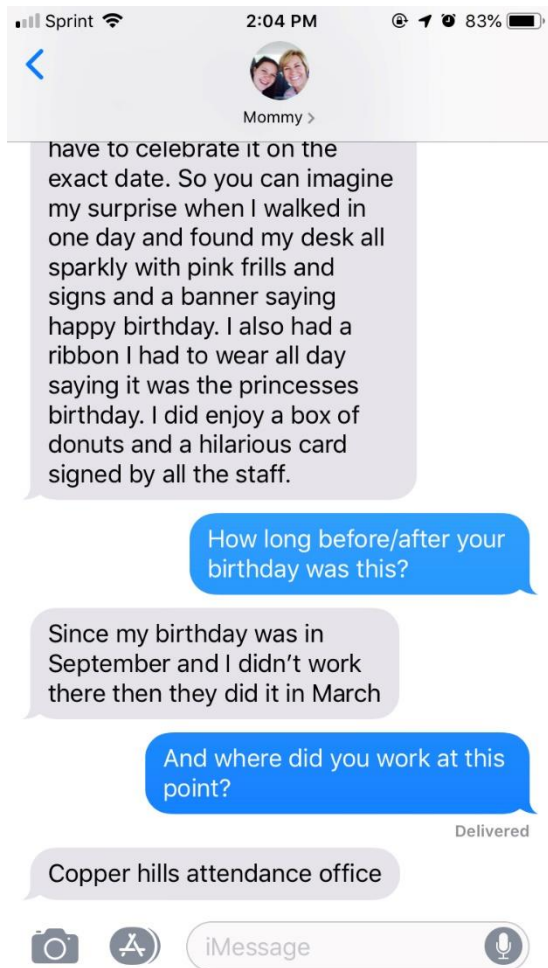 Sprint 2:04 PM 83%
Mommy >
have to celebrate it on the
exact date. So you can imagine
my surprise when I walked in
one day and found my desk all
sparkly with pink frills and
signs and a banner saying
happy birthday. I also had a
ribbon I had to wear all day
saying it was the princesses
birthday. I did enjoy a box of
donuts and a hilarious card
signed by all the staff.
How long before/after your
birthday was this?
Since my birthday was in
September and I didn’t work
there then they did it in March
And where did you work at this
point?
Delivered
Copper hills attendance office
iMessage